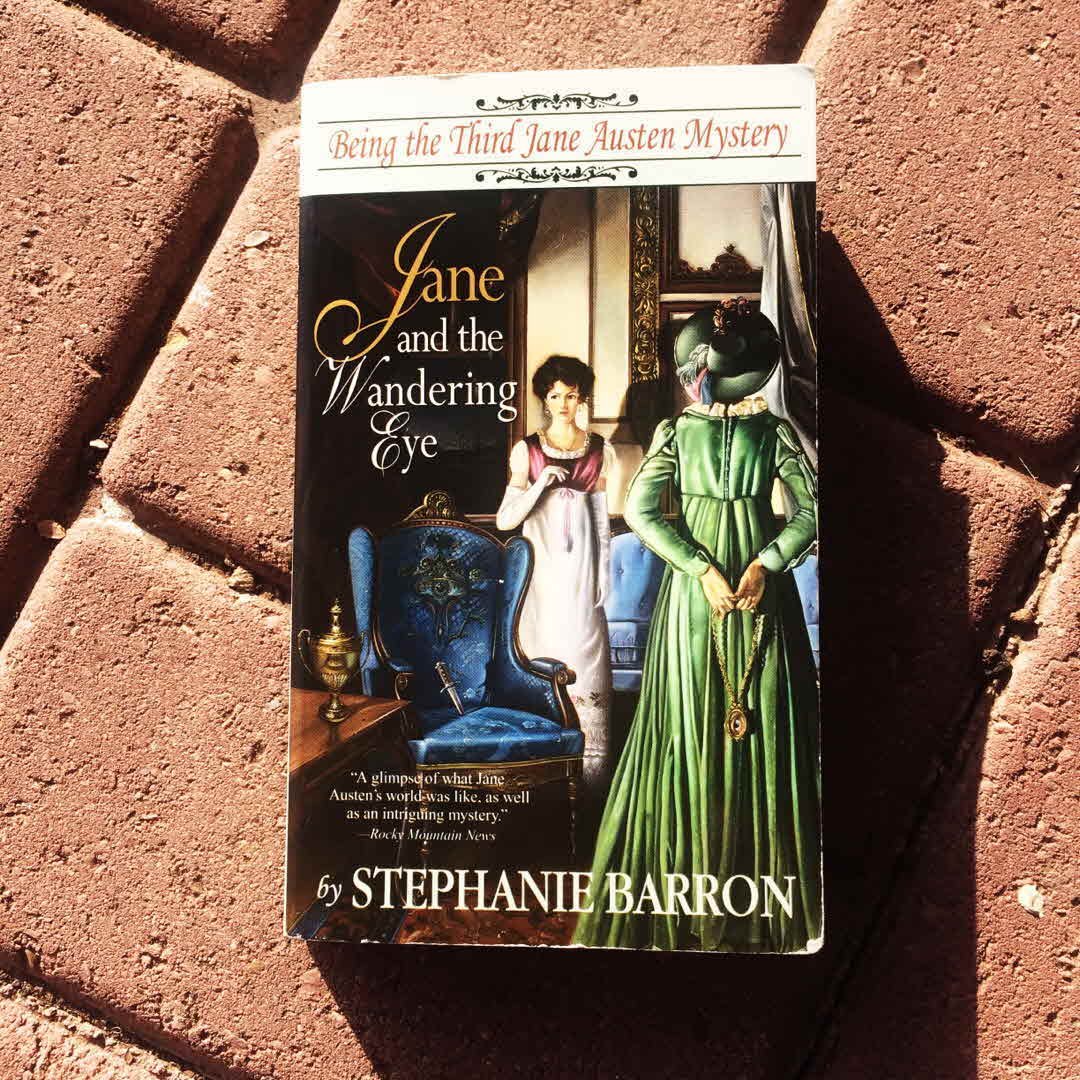 Being the Third Jane Austen Mystery
Jane
and the
Wandering
Eye
“A glimpse of what Jane
Austen's world was like, as well
as an intriguing mystery.”
—Rocky Mountain News
by STEPHANIE BARRON